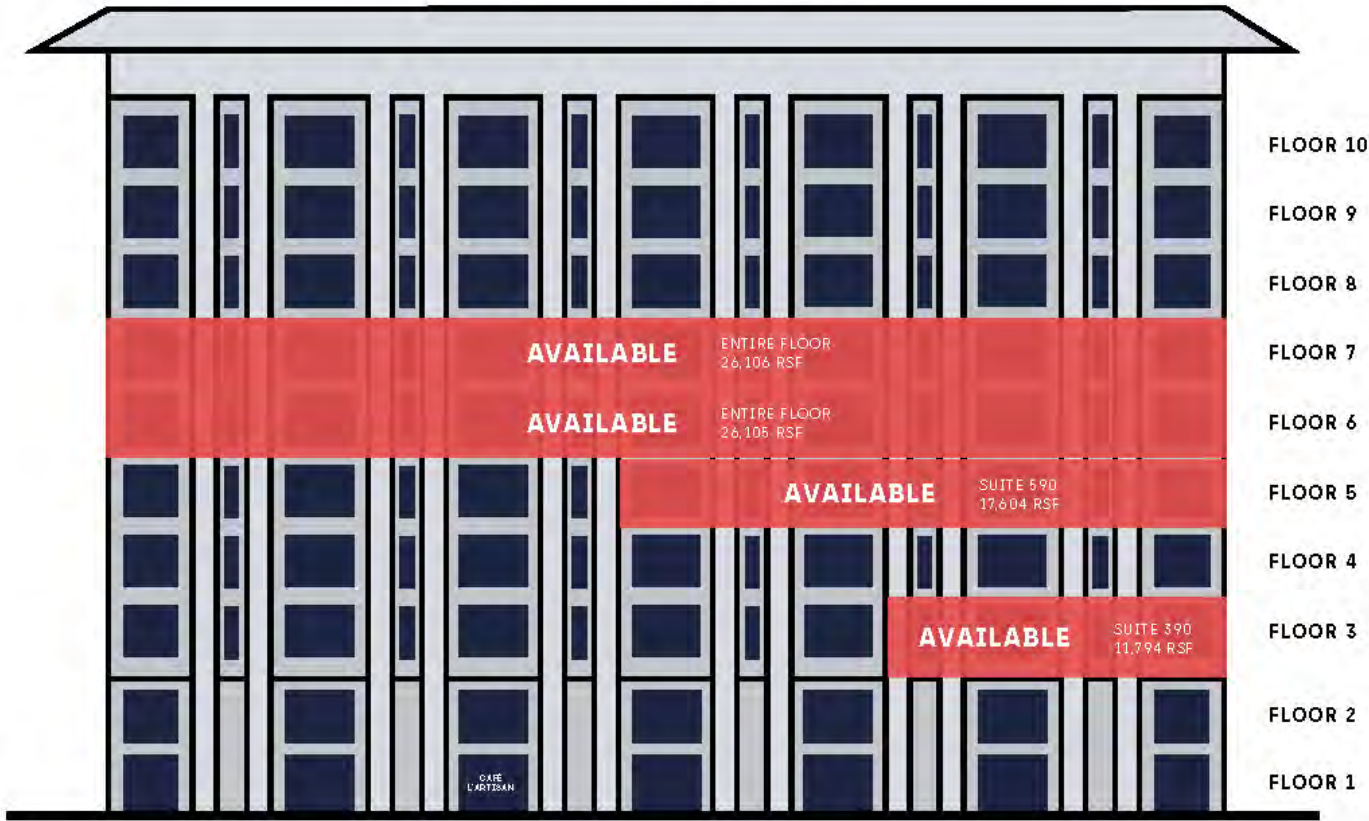 FLOOR 10
FLOOR 9
FLOOR 8
AVAILABLE
ENTIRE FLOOR
26,106 RSF
FLOOR 7
AVAILABLE
ENTIRE FLOOR
26,105 RSF
FLOOR 6
AVAILABLE
SUITE 590
17,604 RSF
FLOOR 5
FLOOR 4
AVAILABLE
SUITE 390
11,794 RSF
FLOOR 3
FLOOR 2
CAFÉ
L'ARTISAN
FLOOR 1